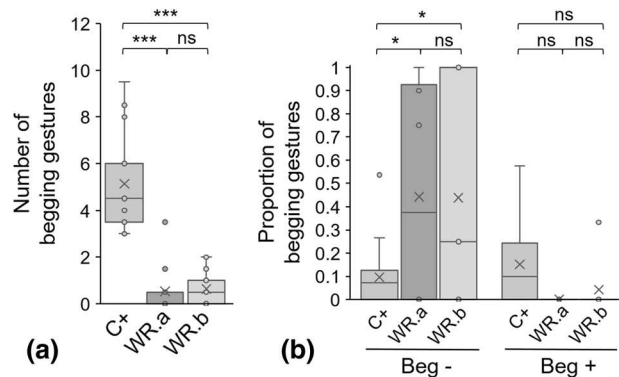 ***
***
ns
12
10
8
6
4
2
0
Number of
begging gestures
C+
WR.a
WR.b
(a)
*
*
ns
ns
ns
ns
1
0.9
0.8
0.7
0.6
0.5
0.4
0.3
0.2
0.1
0
Proportion of
begging gestures
C+
WR.a
WR.b
C+
WR.a
WR.b
Beg -
Beg +
(b)